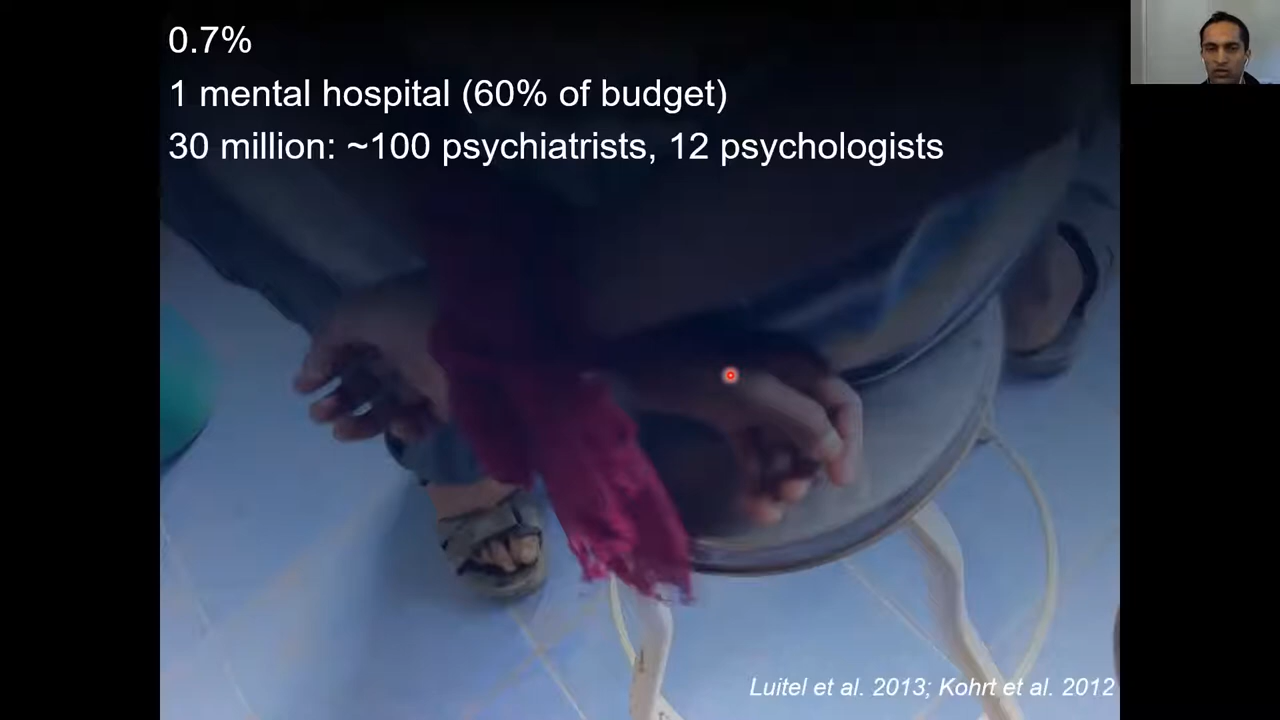 0.7%
1 mental hospital (60% of budget)
30 million: ~100 psychiatrists, 12 psychologists
Luitel et al. 2013; Kohrt et al. 2012